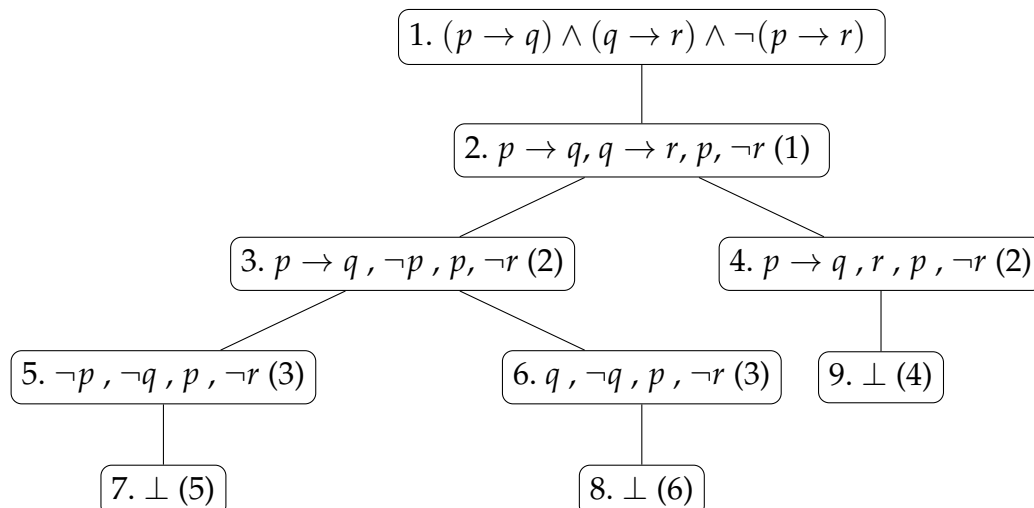 1. (p → q) ∧ (q → r) ∧ ¬(p → r)
2. p → q, q → r, p, ¬r (1)
3. p → q , ¬p , p, ¬r (2)
4. p → q , r , p , ¬r (2)
5. ¬p , ¬q , p , ¬r (3)
6. q , ¬q , p , ¬r (3)
9. ⊥ (4)
7. ⊥ (5)
8. ⊥ (6)